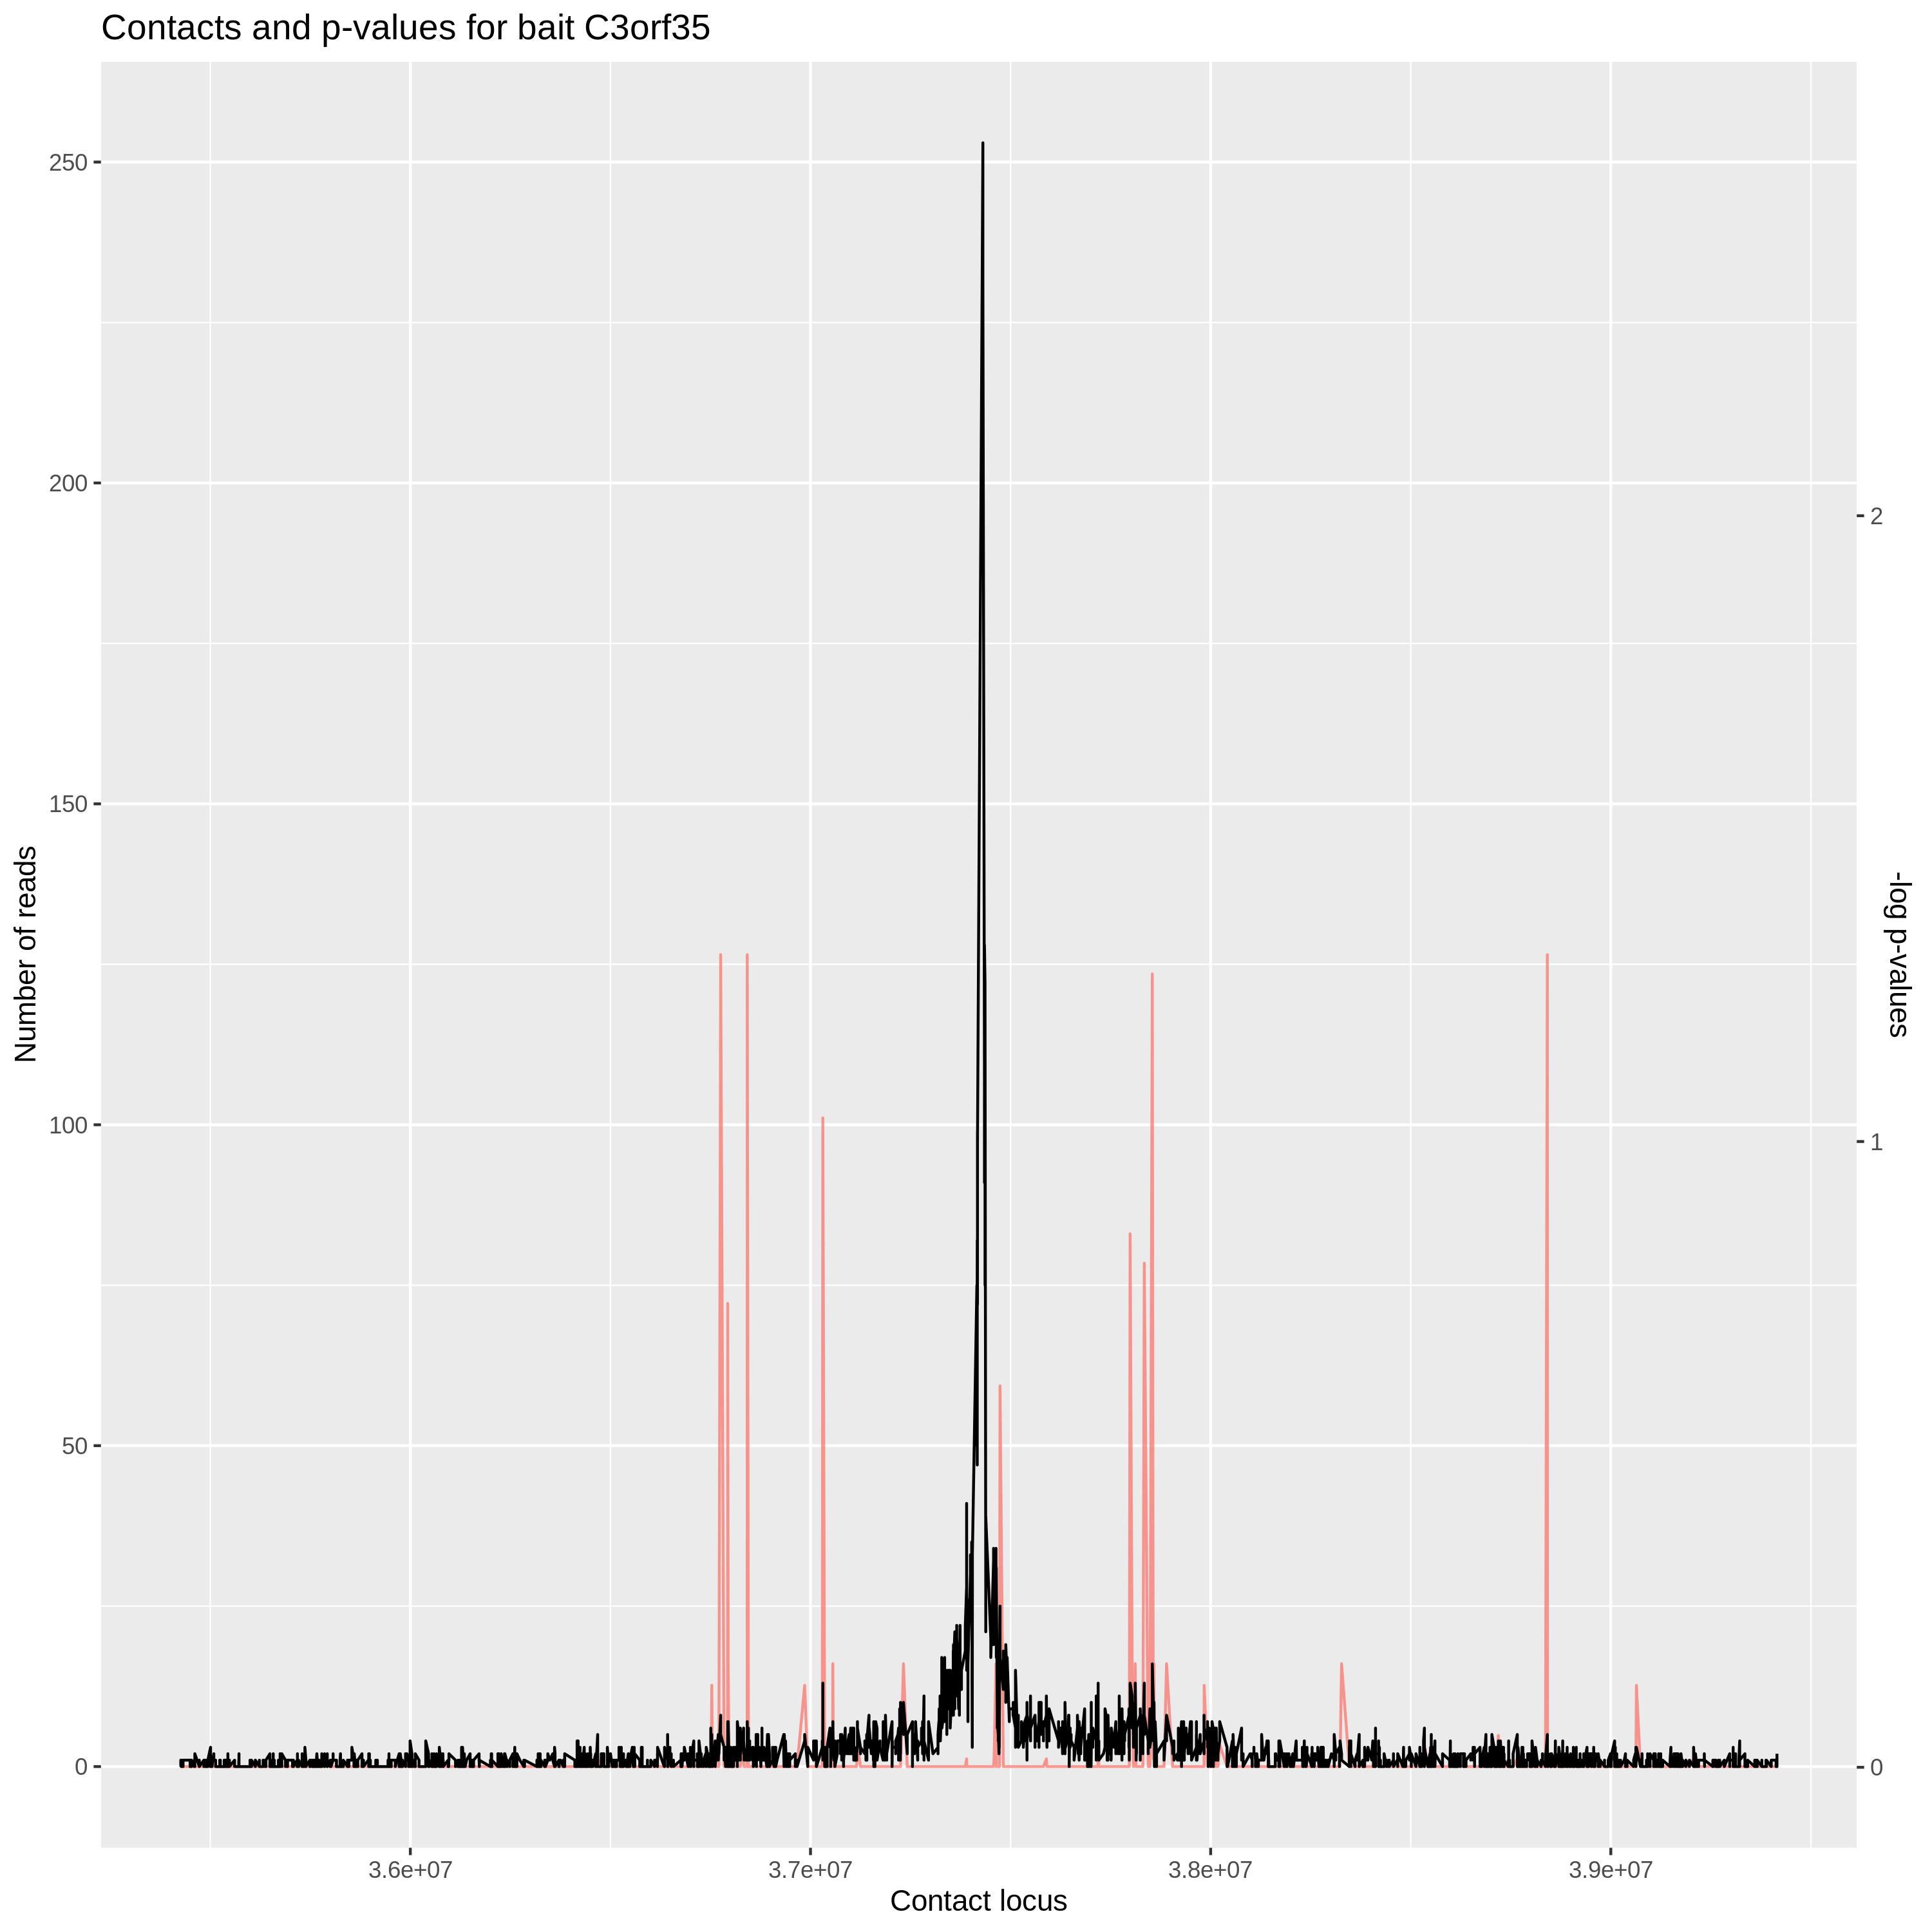 Contacts and p-values for bait C3orf35
250
200
150
100
50
0
Number of reads
2
1
0
-log p-values
3.6e+07
3.7e+07
3.8e+07
3.9e+07
Contact locus